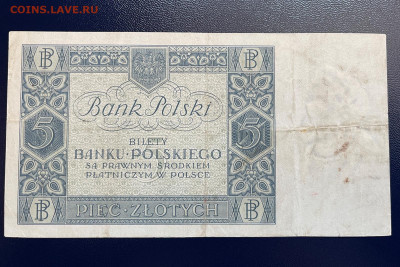 COINS.LAVE.RU
BP BP
Bank Polski
5 5
BILETY
BANKU·POLSKIEGO
SĄ PRAWNYM ŚRODKIEM
PŁATNICZYM W POLSCE
PIĘĆ·ZŁOTYCH
BP BP